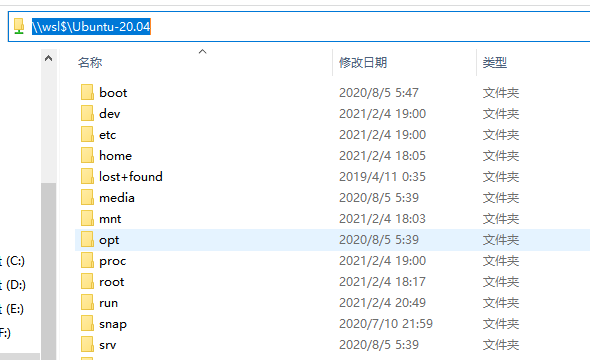 \\wsl$\Ubuntu-20.04
名称 修改日期 类型
boot 2020/8/5 5:47 文件夹
dev 2021/2/4 19:00 文件夹
etc 2021/2/4 19:00 文件夹
home 2021/2/4 18:05 文件夹
lost+found 2019/4/11 0:35 文件夹
media 2020/8/5 5:39 文件夹
mnt 2021/2/4 18:03 文件夹
opt 2020/8/5 5:39 文件夹
(C:) proc 2021/2/4 19:00 文件夹
(D:) root 2021/2/4 18:17 文件夹
(E:) run 2021/2/4 20:49 文件夹
F:) snap 2020/7/10 21:59 文件夹
srv 2020/8/5 5:39 文件夹